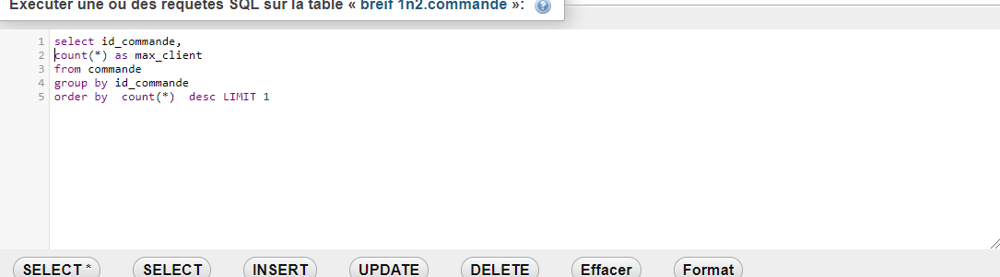 Exécuter une ou des requêtes SQL sur la table « breif 1n2.commande »:
1 select id_commande,
2 count(*) as max_client
3 from commande
4 group by id_commande
5 order by  count(*)  desc LIMIT 1
SELECT * SELECT INSERT UPDATE DELETE Effacer Format